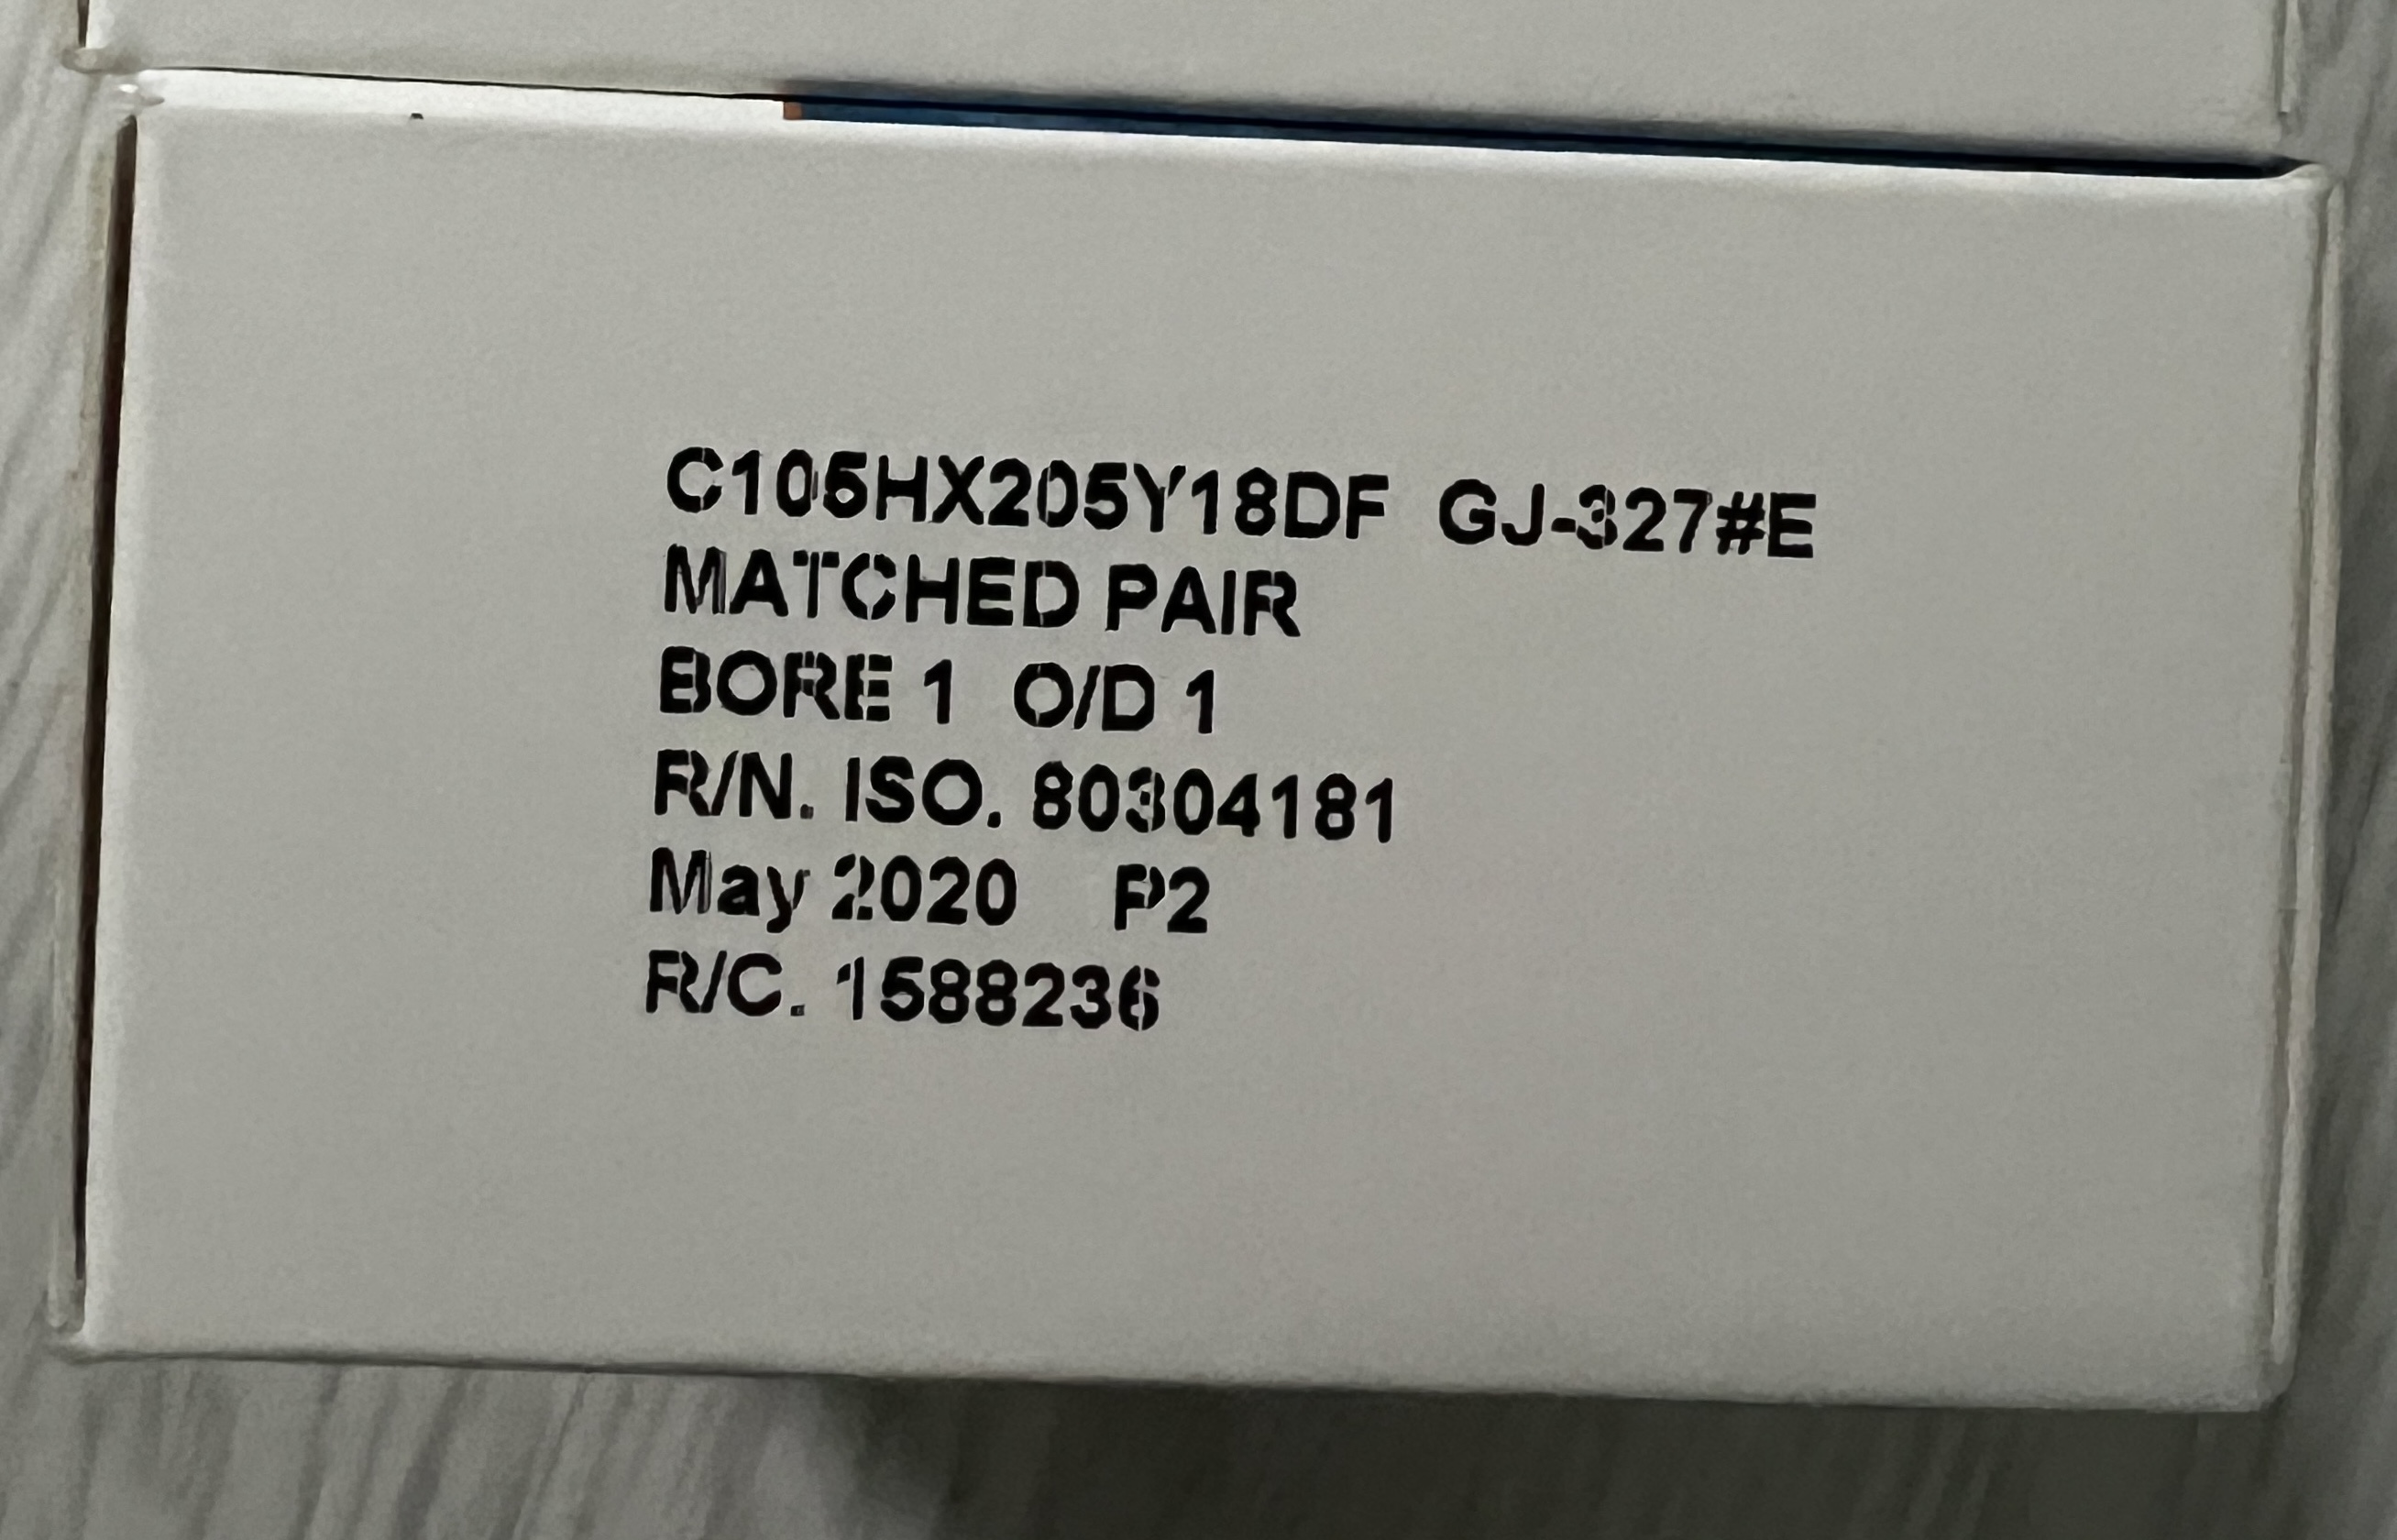 C105HX205Y18DF GJ-327#E
MATCHED PAIR
BORE 1 O/D 1
R/N. ISO. 80304181
May 2020 P2
R/C. 1588236